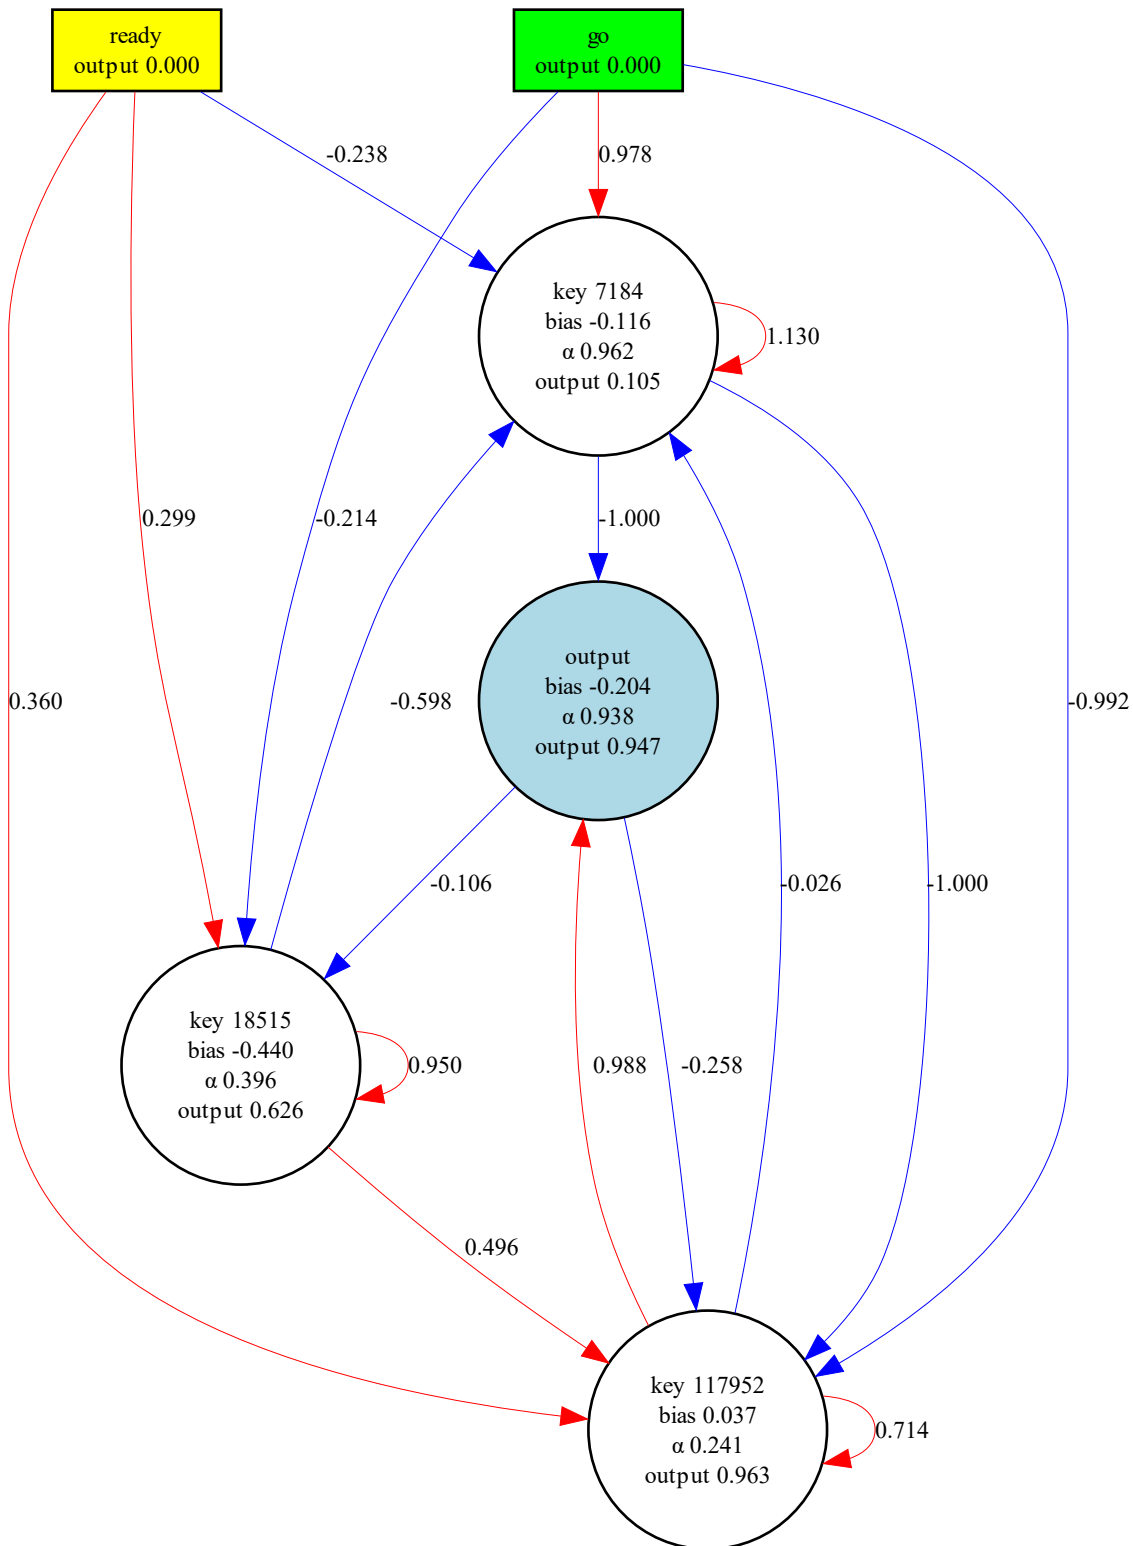 ready
output 0.000
go
output 0.000
-0.238
0.978
key 7184
bias -0.116
α 0.962
output 0.105
1.130
0.299
-0.214
-1.000
output
bias -0.204
α 0.938
output 0.947
0.360
-0.598
-0.992
-0.106
-0.026
-1.000
key 18515
bias -0.440
α 0.396
output 0.626
0.950
0.988
-0.258
0.496
key 117952
bias 0.037
α 0.241
output 0.963
0.714